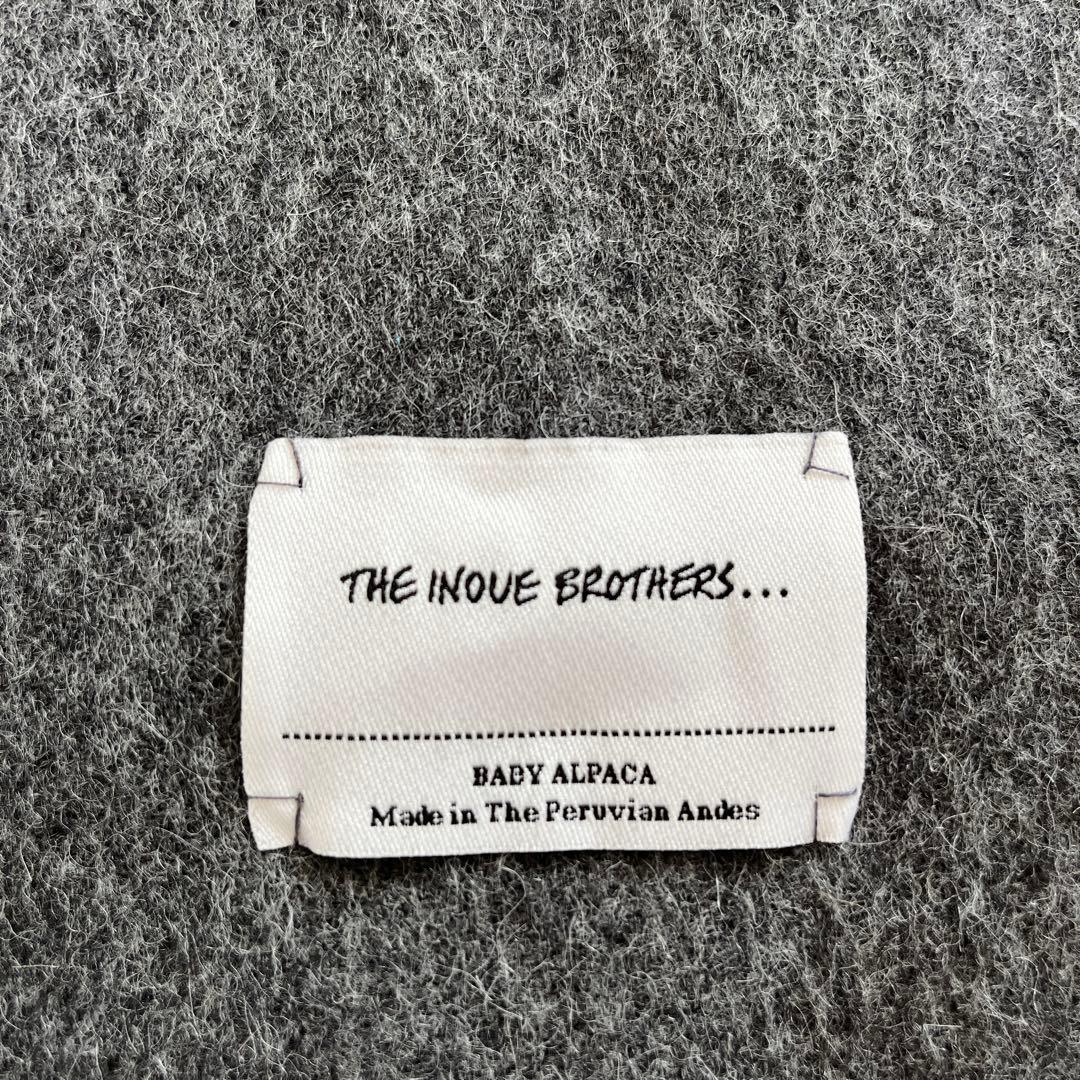 THE INOUE BROTHERS...
BABY ALPACA
Made in The Peruvian Andes